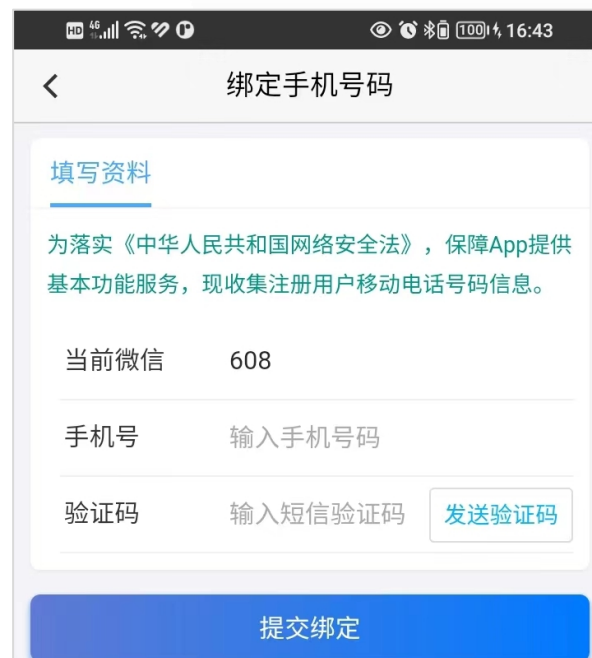 HD 4G 100 16:43
绑定手机号码
填写资料
为落实《中华人民共和国网络安全法》，保障App提供
基本功能服务，现收集注册用户移动电话号码信息。
当前微信 608
手机号 输入手机号码
验证码 输入短信验证码 发送验证码
提交绑定